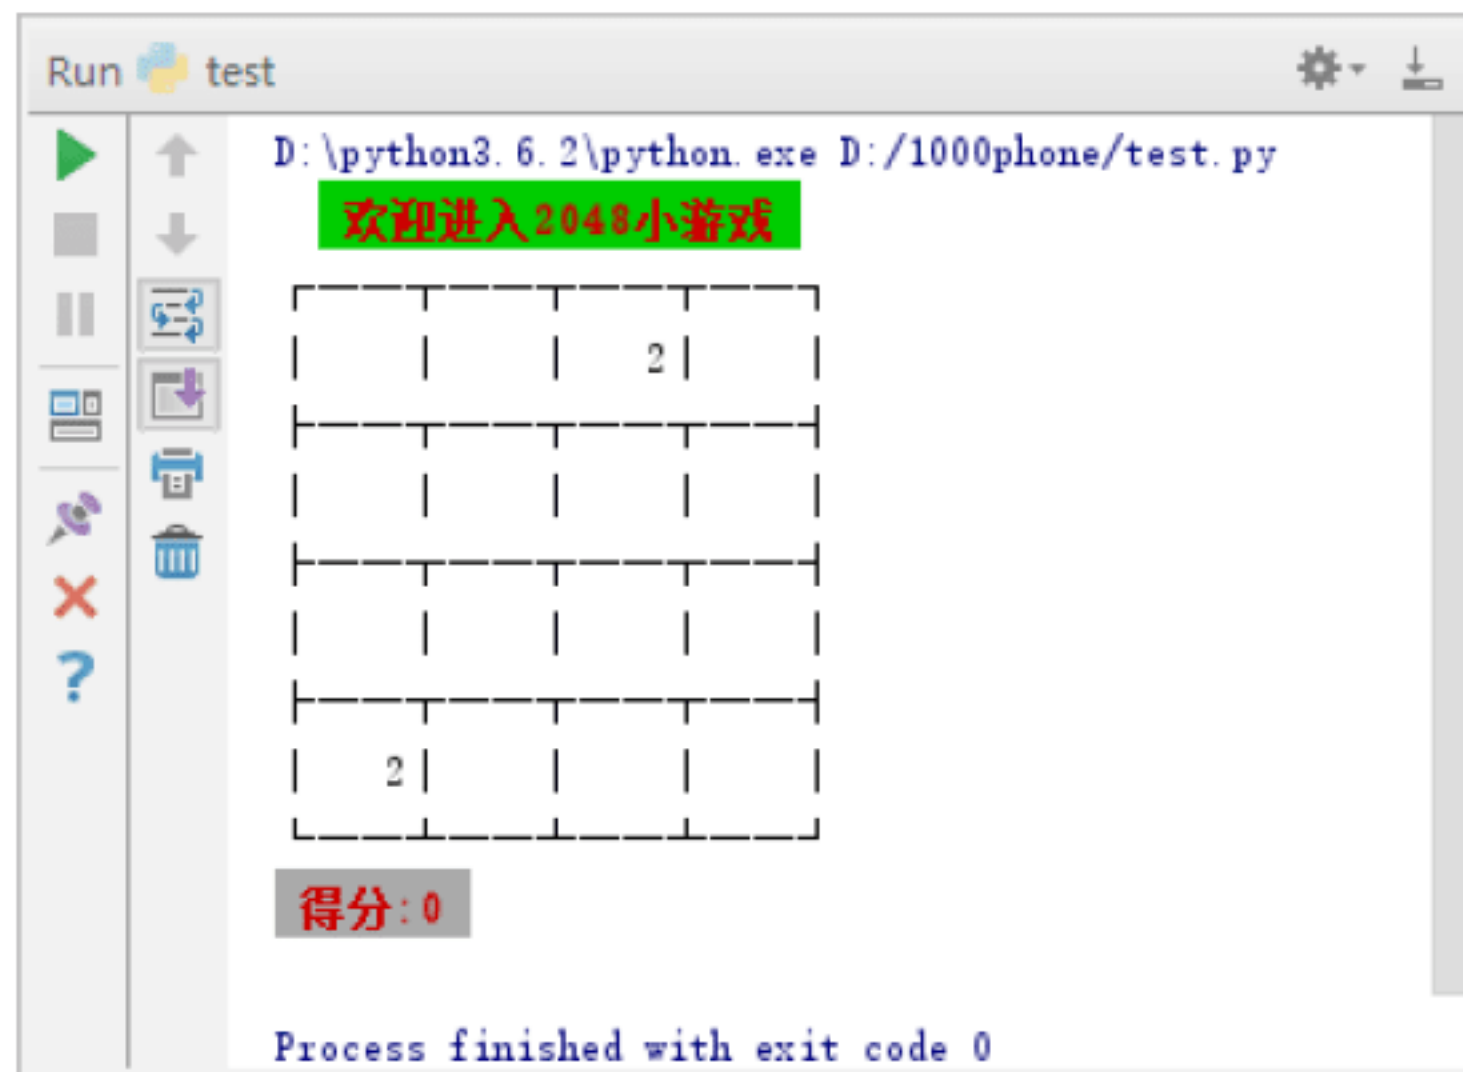 Run test
D:\python3.6.2\python.exe D:/1000phone/test.py
欢迎进入2048小游戏
2
2
得分:0
Process finished with exit code 0